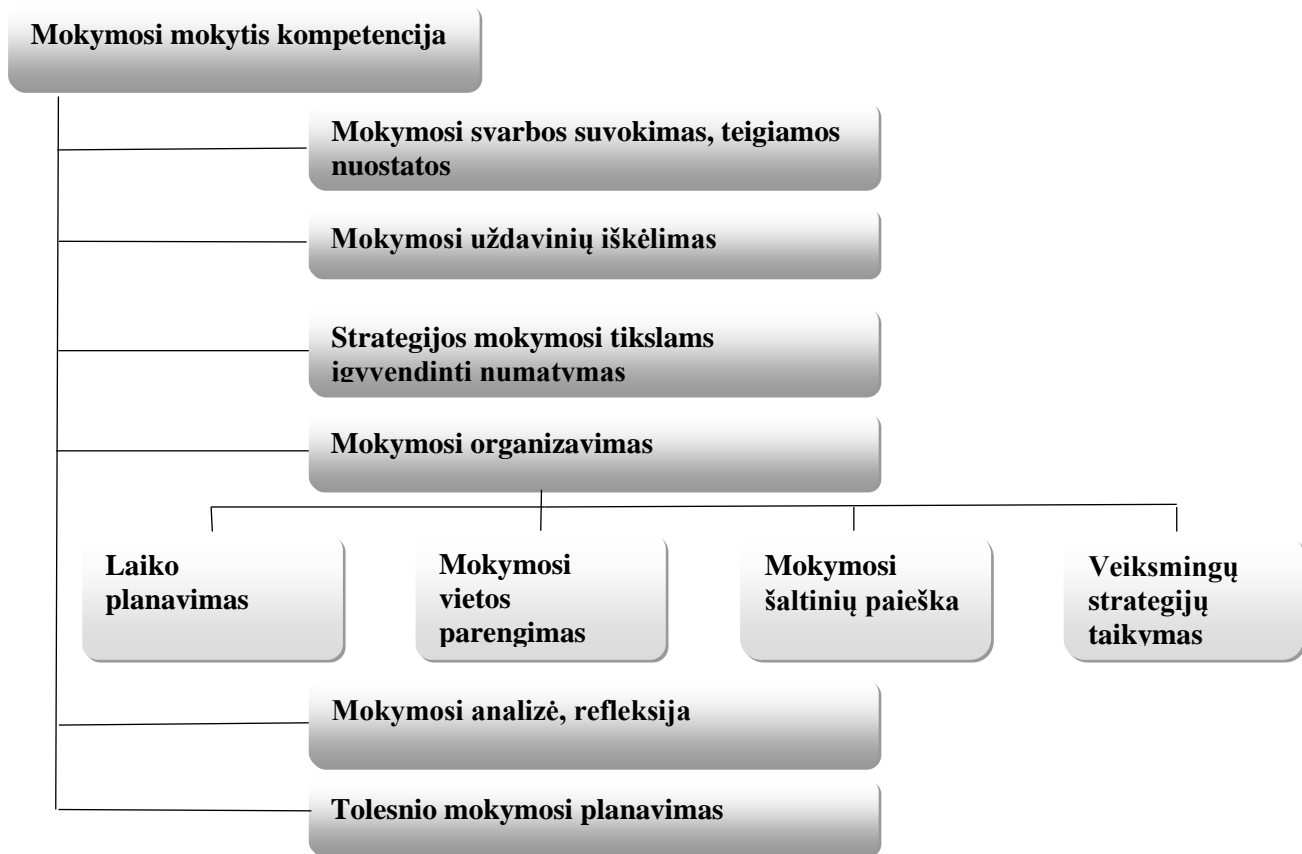 Mokymosi mokytis kompetencija
Mokymosi svarbos suvokimas, teigiamos
nuostatos
Mokymosi uždavinių iškėlimas
Strategijos mokymosi tikslams
įgyvendinti numatymas
Mokymosi organizavimas
Laiko
planavimas
Mokymosi
vietos
parengimas
Mokymosi
šaltinių paieška
Veiksmingų
strategijų
taikymas
Mokymosi analizė, refleksija
Tolesnio mokymosi planavimas